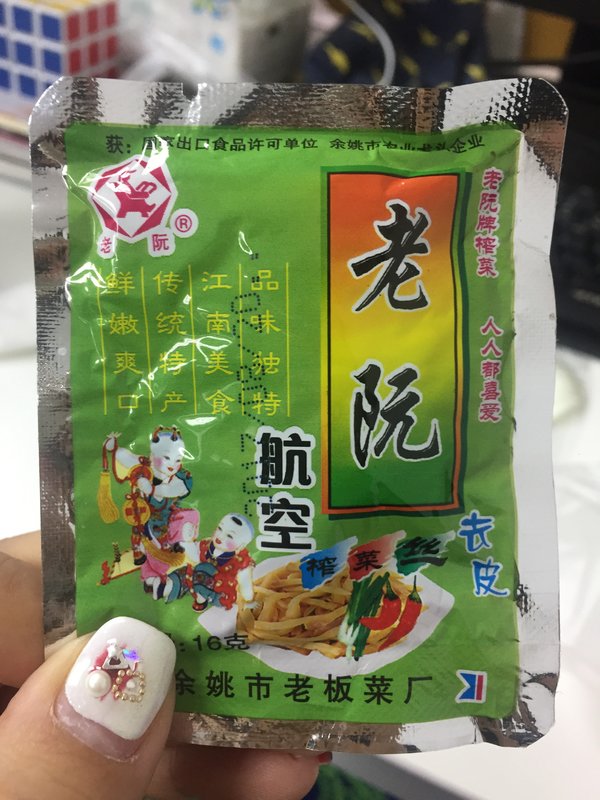 获：国家出口食品许可单位 余姚市农业龙头企业
老阮®
老阮牌榨菜 人人都喜爱
老阮
品味独特
江南美食
传统特产
鲜嫩爽口
航空
榨菜丝
去皮
16克
余姚市老板菜厂